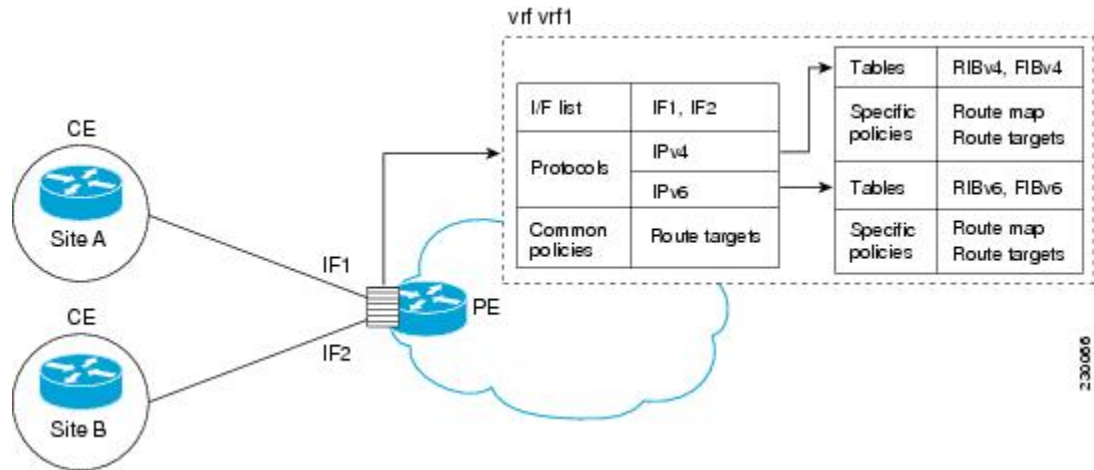 vrf vrf1
CE
Site A
CE
Site B
IF1
IF2
PE
I/F list
IF1, IF2
Protocols
IPv4
IPv6
Common
policies
Route targets
Tables
RIBv4, FIBv4
Specific
policies
Route map
Route targets
Tables
RIBv6, FIBv6
Specific
policies
Route map
Route targets
230066